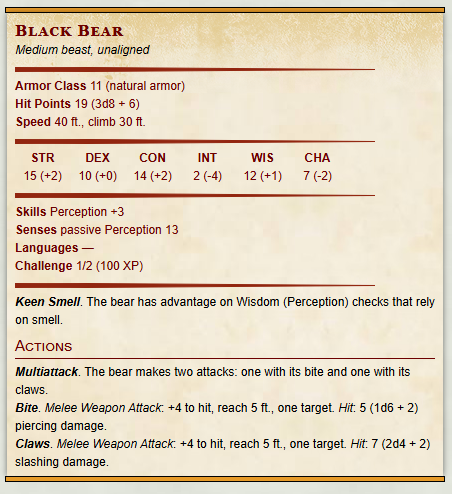 Black Bear
Medium beast, unaligned
Armor Class 11 (natural armor)
Hit Points 19 (3d8 + 6)
Speed 40 ft., climb 30 ft.
STR DEX CON INT WIS CHA
15 (+2) 10 (+0) 14 (+2) 2 (-4) 12 (+1) 7 (-2)
Skills Perception +3
Senses passive Perception 13
Languages —
Challenge 1/2 (100 XP)
Keen Smell. The bear has advantage on Wisdom (Perception) checks that rely
on smell.
Actions
Multiattack. The bear makes two attacks: one with its bite and one with its
claws.
Bite. Melee Weapon Attack: +4 to hit, reach 5 ft., one target. Hit: 5 (1d6 + 2)
piercing damage.
Claws. Melee Weapon Attack: +4 to hit, reach 5 ft., one target. Hit: 7 (2d4 + 2)
slashing damage.